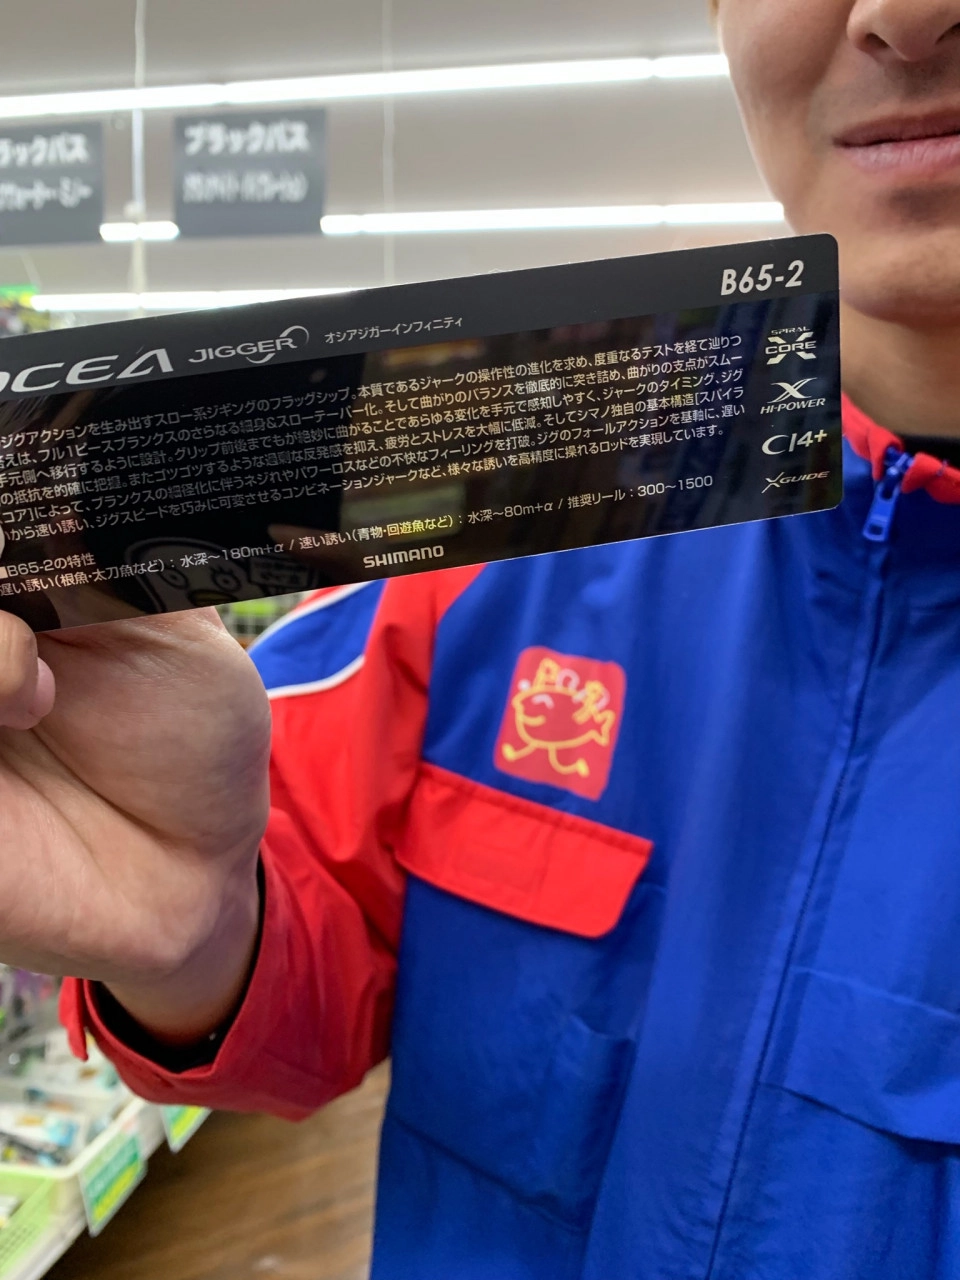 ラックバス
ブラックバス
B65-2
OCEA JIGGER オシアジガーインフィニティ
ジグアクションを生み出すスロー系ジギングのフラッグシップ。本質であるジャークの操作性の進化を求め、度重なるテストを経て辿りつ
答えは、フル1ピースブランクスのさらなる細身&スローテーパー化。そして曲がりのバランスを徹底的に突き詰め、曲がりの支点がスムー
手元側へ移行するように設計。グリップ前後までもが絶妙に曲がることであらゆる変化を手元で感知しやすく、ジャークのタイミング、ジグ
の抵抗を的確に把握。またゴツゴツするような過剰な反発感を抑え、疲労とストレスを大幅に低減。そしてシマノ独自の基本構造[スパイラ
コア]によって、ブランクスの細径化に伴うネジれやパワーロスなどの不快なフィーリングを打破。ジグのフォールアクションを基軸に、遅い
いから速い誘い、ジグスピードを巧みに可変させるコンビネーションジャークなど、様々な誘いを高精度に操れるロッドを実現しています。
■B65-2の特性
遅い誘い(根魚・太刀魚など):水深〜180m+α / 速い誘い(青物・回遊魚など):水深〜80m+α / 推奨リール:300〜1500
SHIMANO
SPIRAL
X
CORE
X
HI-POWER
CI4+
XGUIDE